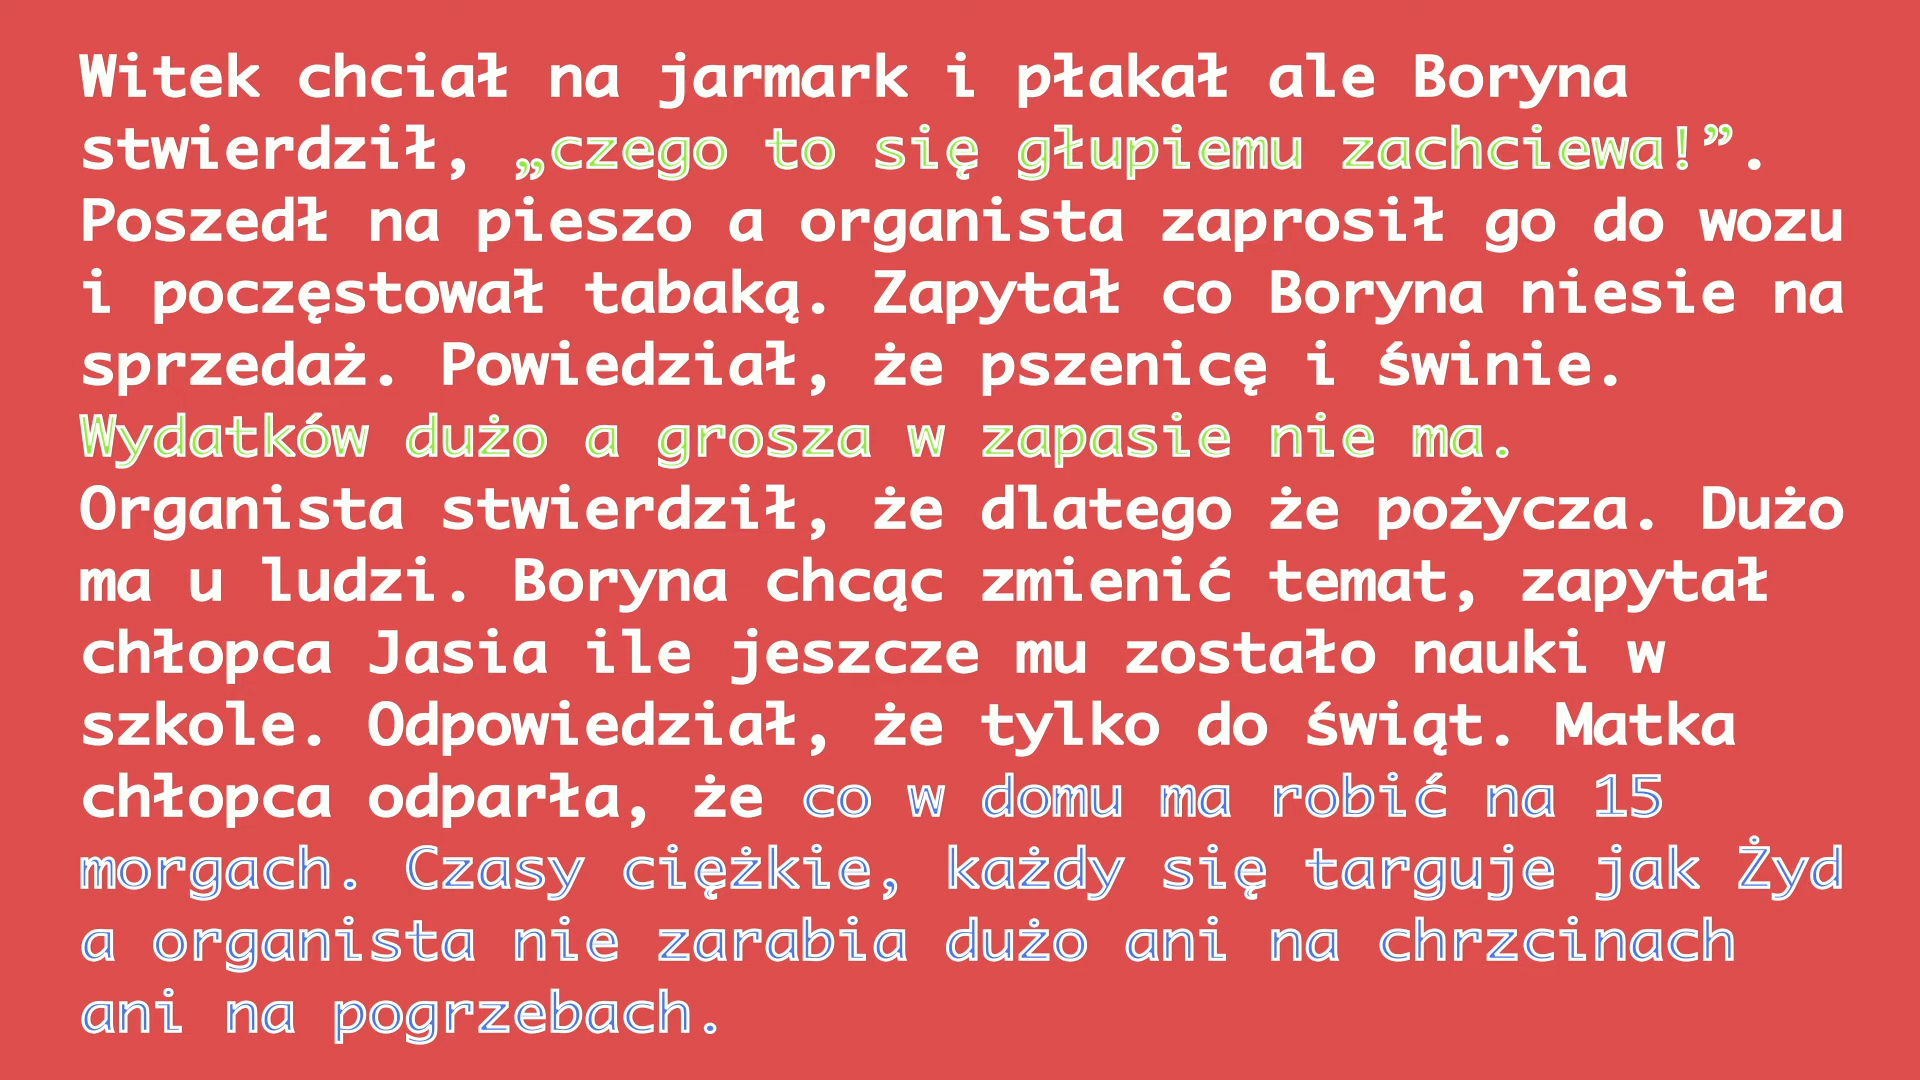 Witek chciał na jarmark i płakał ale Boryna
stwierdził, „czego to się głupiemu zachciewa!”.
Poszedł na pieszo a organista zaprosił go do wozu
i poczęstował tabaką. Zapytał co Boryna niesie na
sprzedaż. Powiedział, że pszenicę i świnie.
Wydatków dużo a grosza w zapasie nie ma.
Organista stwierdził, że dlatego że pożycza. Dużo
ma u ludzi. Boryna chcąc zmienić temat, zapytał
chłopca Jasia ile jeszcze mu zostało nauki w
szkole. Odpowiedział, że tylko do świąt. Matka
chłopca odparła, że co w domu ma robić na 15
morgach. Czasy ciężkie, każdy się targuje jak Żyd
a organista nie zarabia dużo ani na chrzcinach
ani na pogrzebach.